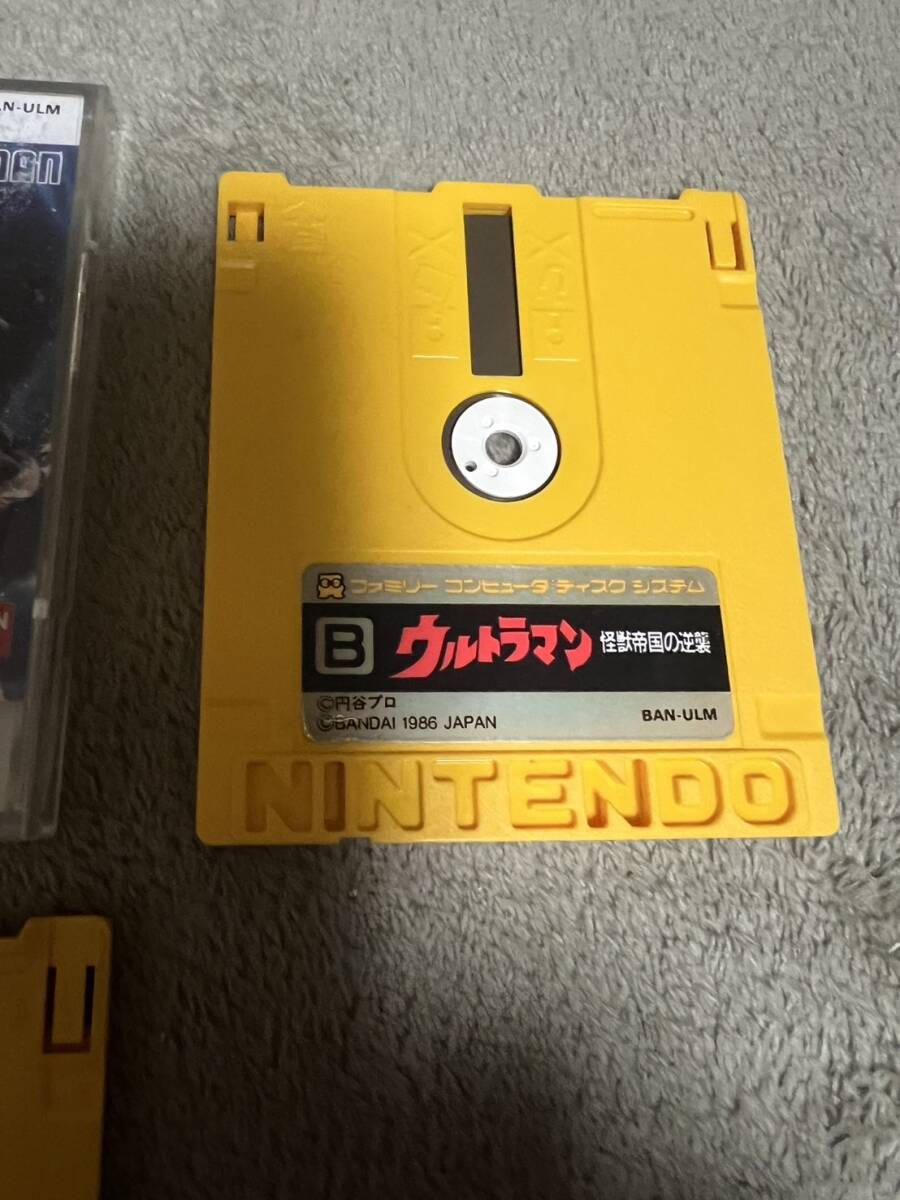 AN-ULM
ファミリー コンピュータ ディスク システム
B
ウルトラマン 怪獣帝国の逆襲
©円谷プロ
©BANDAI 1986 JAPAN BAN-ULM
NINTENDO